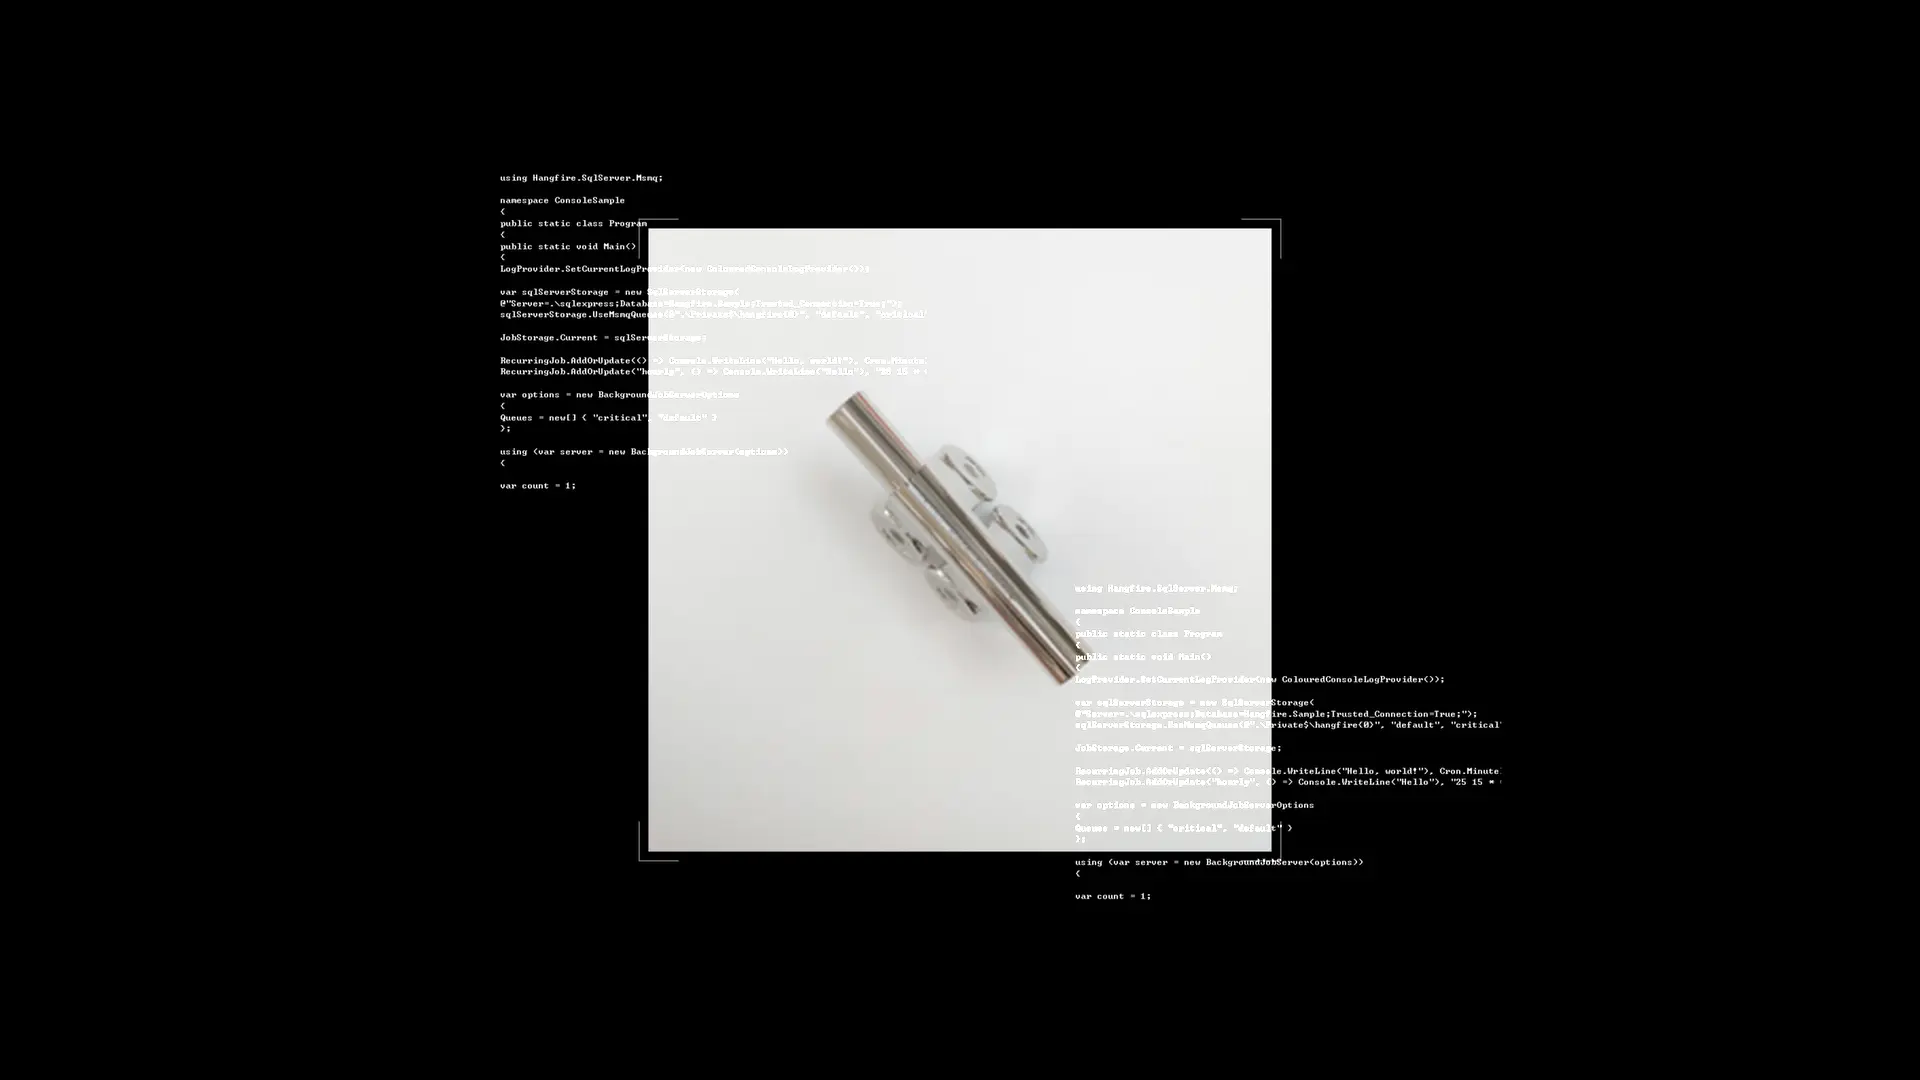 using Hangfire.SqlServer.Msmq;
namespace ConsoleSample
{
public static class Program
{
public static void Main()
{
LogProvider.SetCurrentLogProvider(new ColouredConsoleLogProvider());
var sqlServerStorage = new SqlServerStorage(
@"Server=.\sqlexpress;Database=Hangfire.Sample;Trusted_Connection=True;");
sqlServerStorage.UseMsmqQueues(@".\Private$\hangfire{0}", "default", "critical"
JobStorage.Current = sqlServerStorage;
RecurringJob.AddOrUpdate(() => Console.WriteLine("Hello, world!"), Cron.Minute
RecurringJob.AddOrUpdate("hourly", () => Console.WriteLine("Hello"), "25 15 *
var options = new BackgroundJobServerOptions
{
Queues = new[] { "critical", "default" }
};
using (var server = new BackgroundJobServer(options))
{
var count = 1;
using Hangfire.SqlServer.Msmq;
namespace ConsoleSample
{
public static class Program
{
public static void Main()
{
LogProvider.SetCurrentLogProvider(new ColouredConsoleLogProvider());
var sqlServerStorage = new SqlServerStorage(
@"Server=.\sqlexpress;Database=Hangfire.Sample;Trusted_Connection=True;");
sqlServerStorage.UseMsmqQueues(@".\Private$\hangfire{0}", "default", "critical"
JobStorage.Current = sqlServerStorage;
RecurringJob.AddOrUpdate(() => Console.WriteLine("Hello, world!"), Cron.Minute
RecurringJob.AddOrUpdate("hourly", () => Console.WriteLine("Hello"), "25 15 *
var options = new BackgroundJobServerOptions
{
Queues = new[] { "critical", "default" }
};
using (var server = new BackgroundJobServer(options))
{
var count = 1;